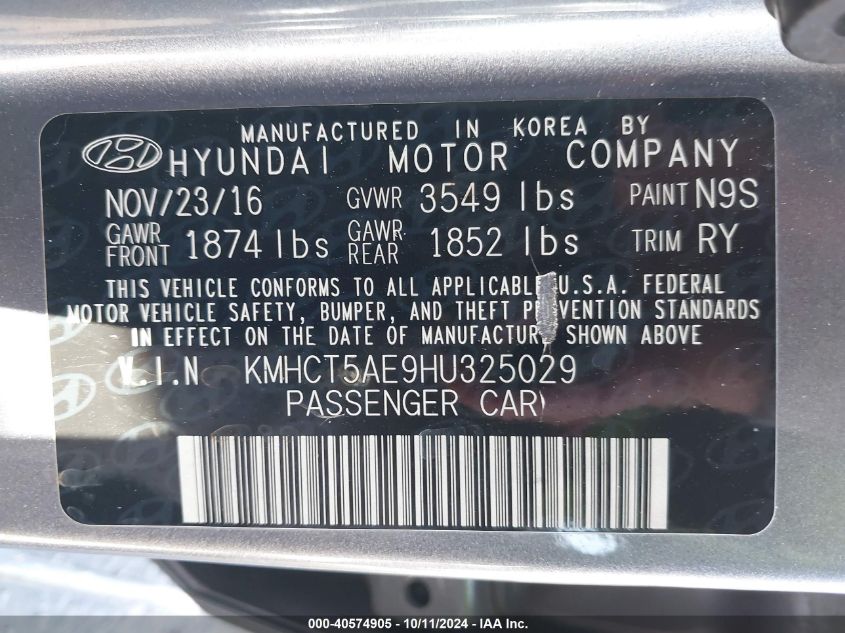 MANUFACTURED IN KOREA BY
HYUNDAI MOTOR COMPANY
NOV/23/16 GVWR 3549 lbs PAINT N9S
GAWR FRONT 1874 lbs GAWR REAR 1852 lbs TRIM RY
THIS VEHICLE CONFORMS TO ALL APPLICABLE U.S.A. FEDERAL
MOTOR VEHICLE SAFETY, BUMPER, AND THEFT PREVENTION STANDARDS
IN EFFECT ON THE DATE OF MANUFACTURE SHOWN ABOVE
V.I.N KMHCT5AE9HU325029
PASSENGER CAR
000-40574905 - 10/11/2024 - IAA Inc.